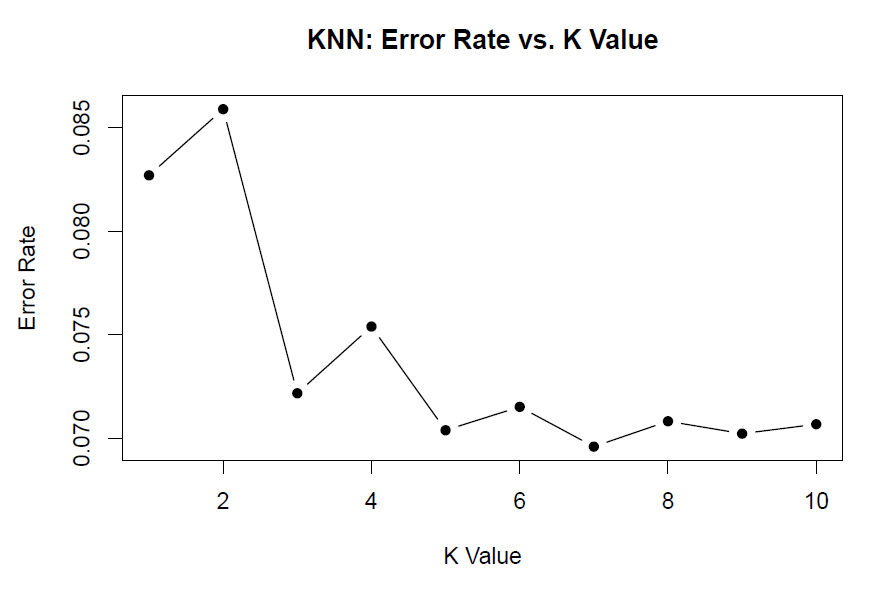 KNN: Error Rate vs. K Value
Error Rate
0.085
0.080
0.075
0.070
2 4 6 8 10
K Value